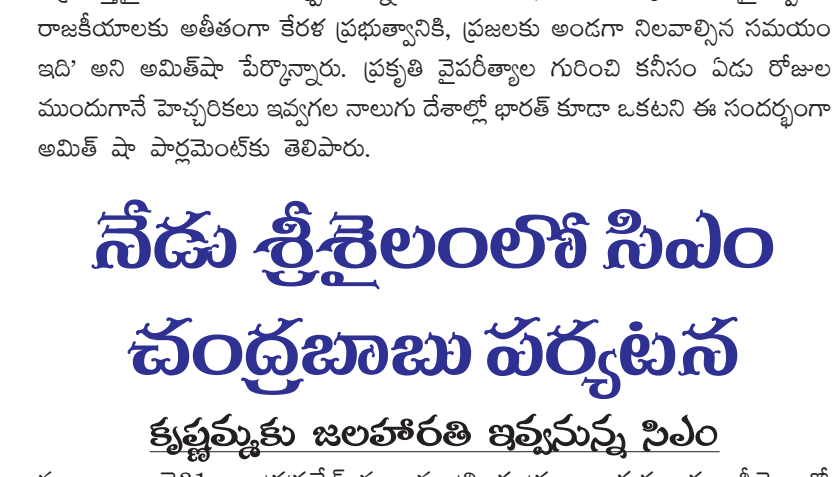 రాజకీయాలకు అతీతంగా కేరళ ప్రభుత్వానికి, ప్రజలకు అండగా నిలవాల్సిన సమయం
ఇది’ అని అమిత్‌షా పేర్కొన్నారు. ప్రకృతి వైపరీత్యాల గురించి కనీసం ఏడు రోజుల
ముందుగానే హెచ్చరికలు ఇవ్వగల నాలుగు దేశాల్లో భారత్ కూడా ఒకటని ఈ సందర్భంగా
అమిత్ షా పార్లమెంట్‌కు తెలిపారు.
నేడు శ్రీశైలంలో సిఎం
చంద్రబాబు పర్యటన
కృష్ణమ్మకు జలహారతి ఇవ్వనున్న సిఎం